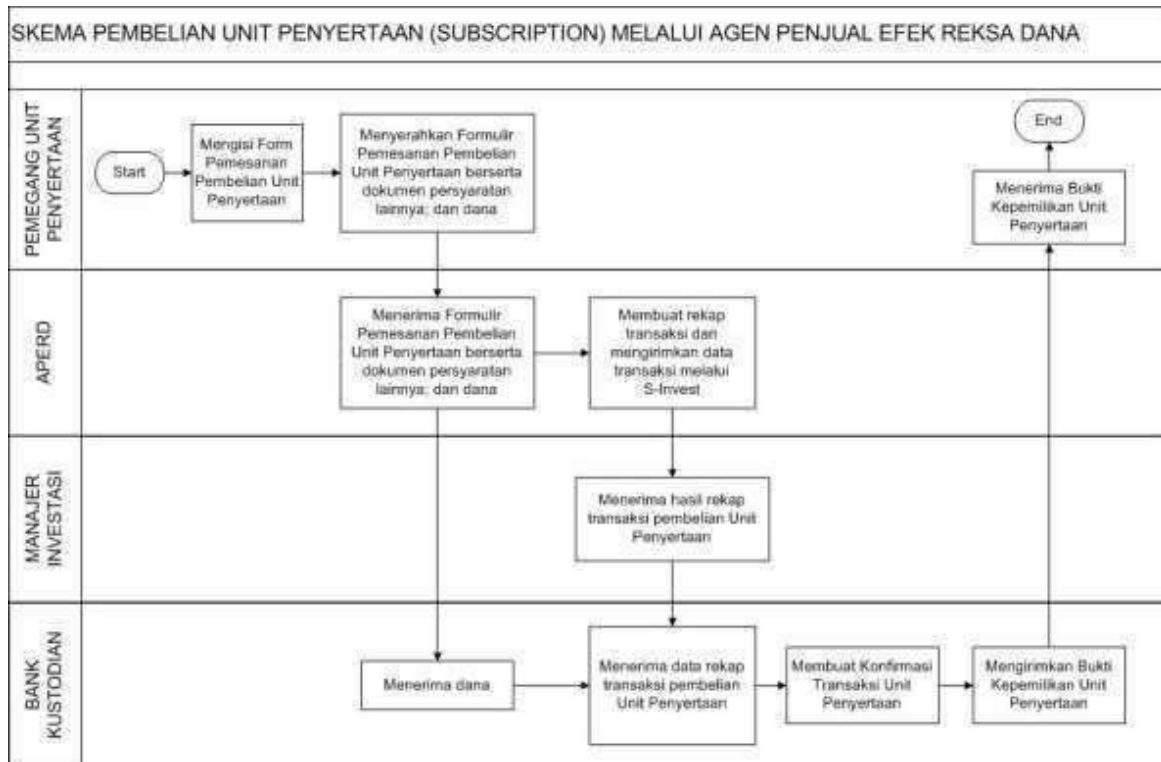 SKEMA PEMBELIAN UNIT PENYERTAAN (SUBSCRIPTION) MELALUI AGEN PENJUAL EFEK REKSA DANA
PEMEGANG UNIT
PENYERTAAN
Start
Mengisi Form
Pemesanan
Pembelian Unit
Penyertaan
Menyerahkan Formulir
Pemesanan Pembelian
Unit Penyertaan berserta
dokumen persyaratan
lainnya; dan dana
End
Menerima Bukti
Kepemilikan Unit
Penyertaan
APERD
Menerima Formulir
Pemesanan Pembelian
Unit Penyertaan berserta
dokumen persyaratan
lainnya; dan dana
Membuat rekap
transaksi dan
mengirimkan data
transaksi melalui
S-Invest
MANAJER
INVESTASI
Menerima hasil rekap
transaksi pembelian Unit
Penyertaan
BANK
KUSTODIAN
Menerima dana
Menerima data rekap
transaksi pembelian
Unit Penyertaan
Membuat Konfirmasi
Transaksi Unit
Penyertaan
Mengirimkan Bukti
Kepemilikan Unit
Penyertaan